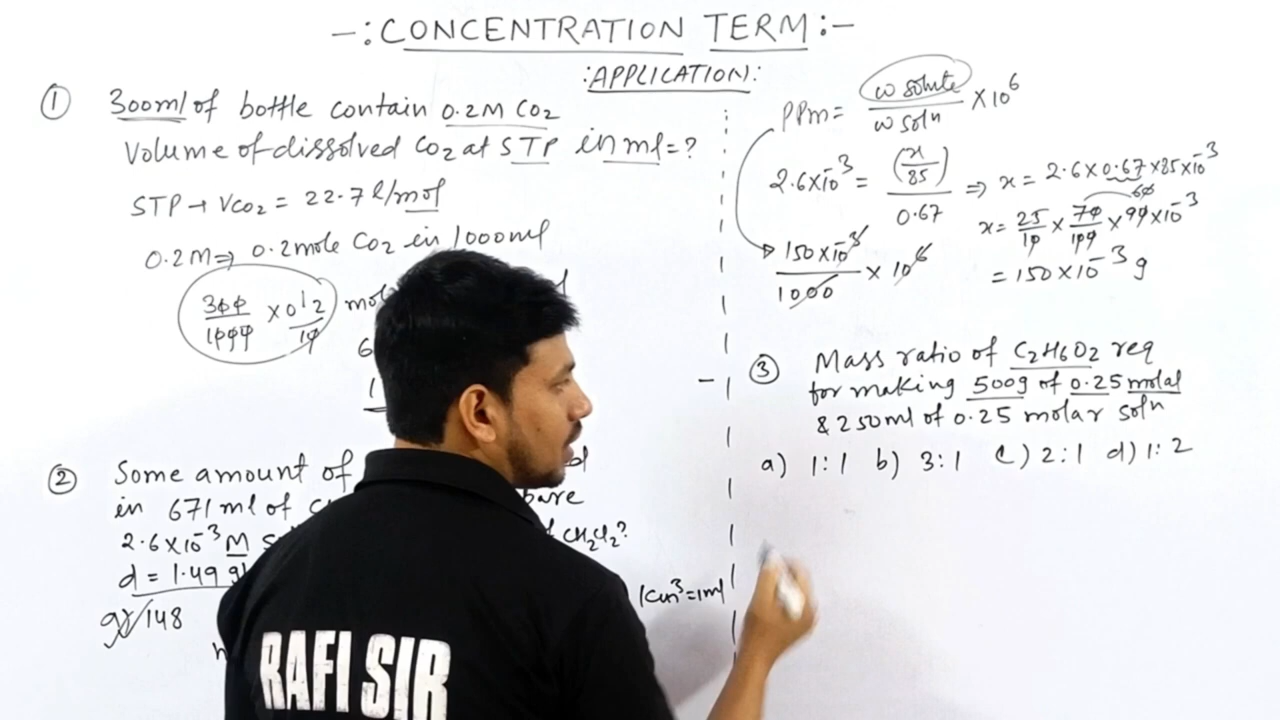 -:CONCENTRATION TERM:-
:APPLICATION:
① 300ml of bottle contain 0.2M CO2
Volume of dissolved CO2 at STP in ml=?
STP→ VCO2 = 22.7 l/mol
0.2M⇒ 0.2mole CO2 in 1000ml
300/1000 × 0.2/10
6
1
② Some amount of
in 671ml of
2.6×10⁻³ M CH2Cl2?
d = 1.49
148
1cm³=1ml
PPm = w solute/w soln ×10⁶
2.6×10⁻³ = (x/85)/0.67 ⇒ x = 2.6×0.67×85×10⁻³
x = 25/10 × 70/100 × 90×10⁻³
= 150×10⁻³ g
150×10⁻³/1000 × 10⁶
③ Mass ratio of C2H6O2 req
for making 500g of 0.25 molal
& 250ml of 0.25 molar soln
a) 1:1 b) 3:1 c) 2:1 d) 1:2
RAFI SIR